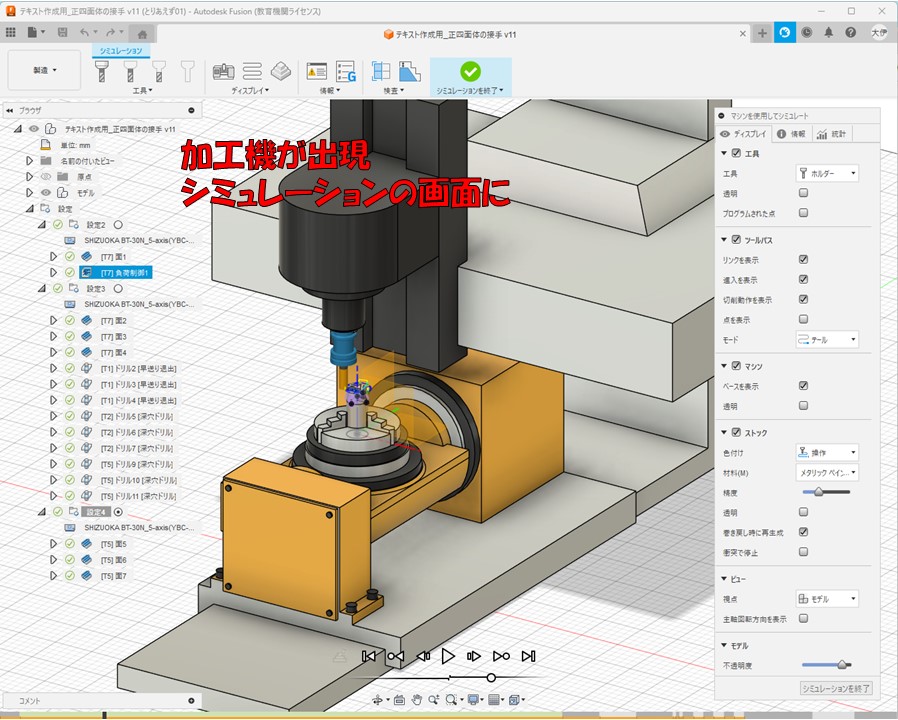 テキスト作成用_正四面体の接手 v11 (とりあえず01) - Autodesk Fusion (教育機関ライセンス)
テキスト作成用_正四面体の接手 v11
大伊
シミュレーション
製造
工具
ディスプレイ
情報
検査
シミュレーションを終了
ブラウザ
テキスト作成用_正四面体の接手 v11
単位: mm
名前の付いたビュー
原点
モデル
設定
設定2
SHIZUOKA BT-30N_5-axis(YBC-...
[T7] 面1
[T7] 負荷制御1
設定3
SHIZUOKA BT-30N_5-axis(YBC-...
[T7] 面2
[T7] 面3
[T7] 面4
[T1] ドリル2 [早送り退出]
[T1] ドリル3 [早送り退出]
[T1] ドリル4 [早送り退出]
[T2] ドリル5 [深穴ドリル]
[T2] ドリル6 [深穴ドリル]
[T2] ドリル7 [深穴ドリル]
[T5] ドリル9 [深穴ドリル]
[T5] ドリル10 [深穴ドリル]
[T5] ドリル11 [深穴ドリル]
設定4
SHIZUOKA BT-30N_5-axis(YBC-...
[T5] 面5
[T5] 面6
[T5] 面7
コメント
加工機が出現
シミュレーションの画面に
マシンを使用してシミュレート
ディスプレイ 情報 統計
工具
工具 ホルダー
透明
プログラムされた点
ツールパス
リンクを表示
進入を表示
切削動作を表示
点を表示
モード テール
マシン
ベースを表示
透明
ストック
色付け 操作
材料(M) メタリック ペイン...
精度
透明
巻き戻し時に再生成
衝突で停止
ビュー
視点 モデル
主軸回転方向を表示
モデル
不透明度
シミュレーションを終了